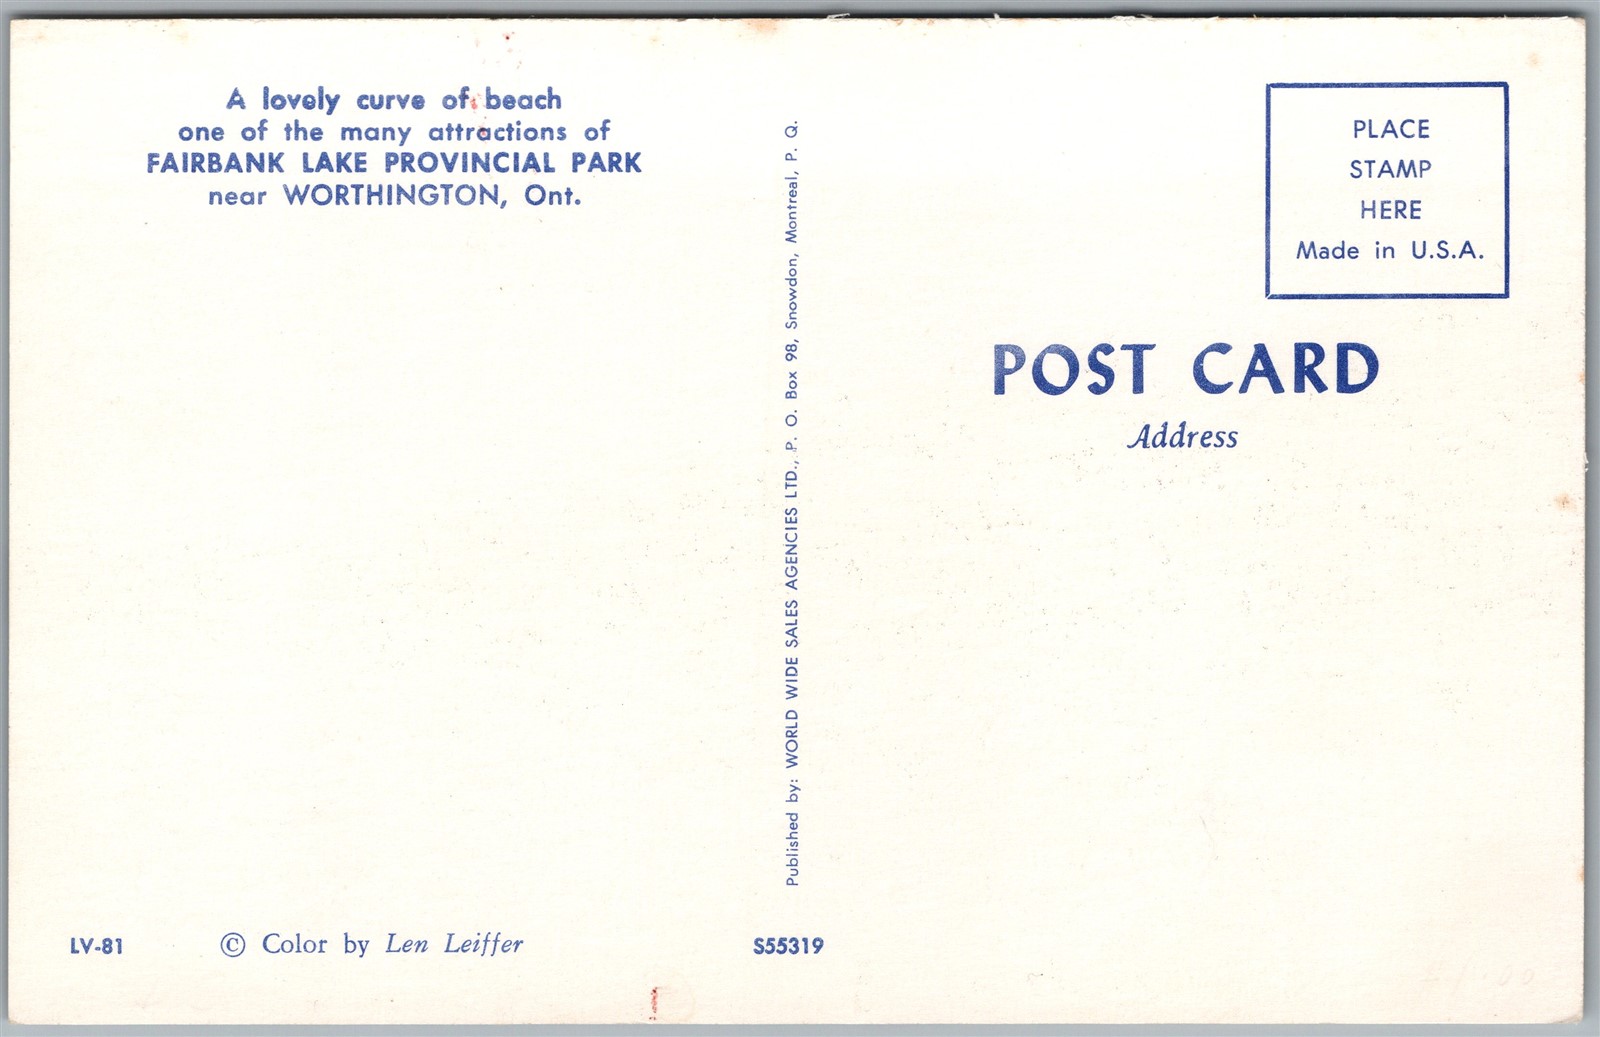 A lovely curve of beach
one of the many attractions of
FAIRBANK LAKE PROVINCIAL PARK
near WORTHINGTON, Ont.
LV-81
© Color by Len Leiffer
S55319
Published by: WORLD WIDE SALES AGENCIES LTD., P. O. Box 98, Snowdon, Montreal, P. Q.
PLACE
STAMP
HERE
Made in U.S.A.
POST CARD
Address